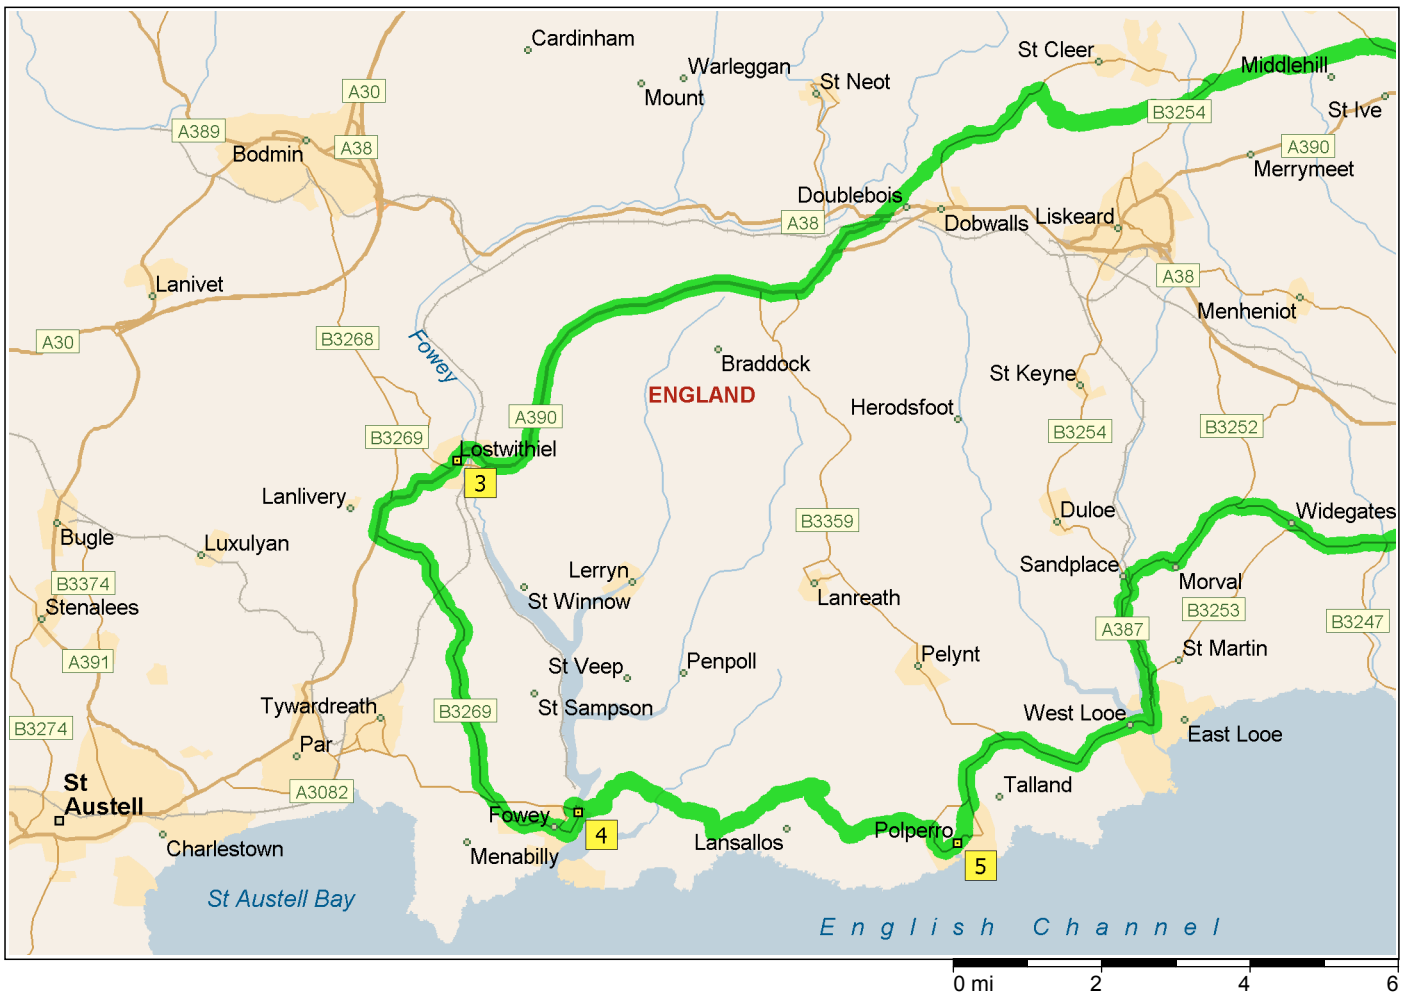 Cardinham
St Cleer
Middlehill
Warleggan
St Neot
Mount
A30
St Ive
B3254
A389
Bodmin
A38
A390
Merrymeet
Doublebois
A38
Dobwalls
Liskeard
Lanivet
A38
Menheniot
A30
B3268
Fowey
Braddock
ENGLAND
St Keyne
Herodsfoot
A390
B3269
B3254
B3252
Lostwithiel
3
Lanlivery
Duloe
Widegates
B3359
Bugle
Luxulyan
Sandplace
Morval
B3374
Lerryn
St Winnow
Lanreath
Stenalees
B3253
B3247
A387
St Martin
A391
St Veep
Penpoll
Pelynt
Tywardreath
B3269
St Sampson
West Looe
B3274
East Looe
Par
St
Austell
A3082
Talland
Fowey
4
Polperro
Lansallos
Charlestown
Menabilly
5
St Austell Bay
English Channel
0 mi 2 4 6